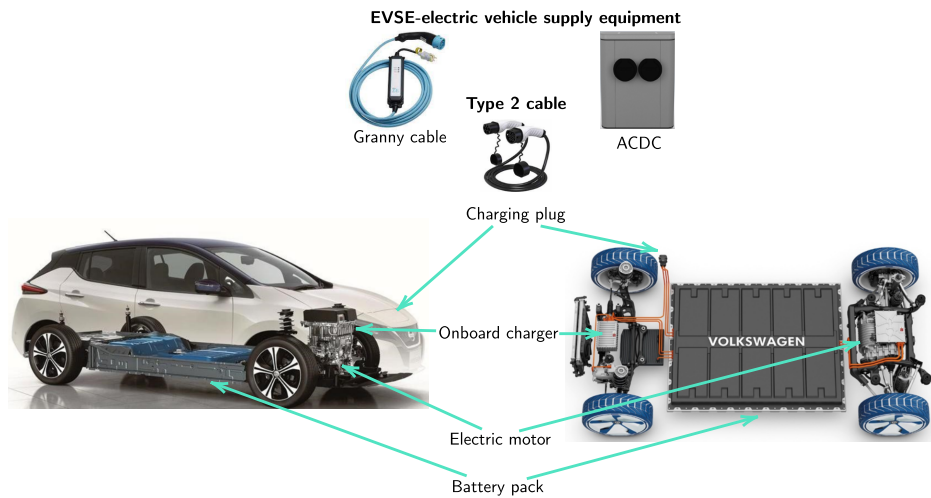 EVSE-electric vehicle supply equipment
Granny cable
Type 2 cable
ACDC
Charging plug
Onboard charger
VOLKSWAGEN
Electric motor
Battery pack